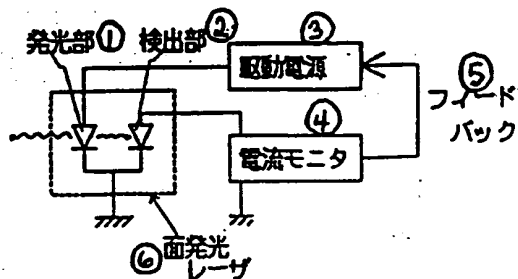 発光部①
検出部②
③
駆動電源
④
電流モニタ
⑤
フィード
バック
⑥面発光
レーザ